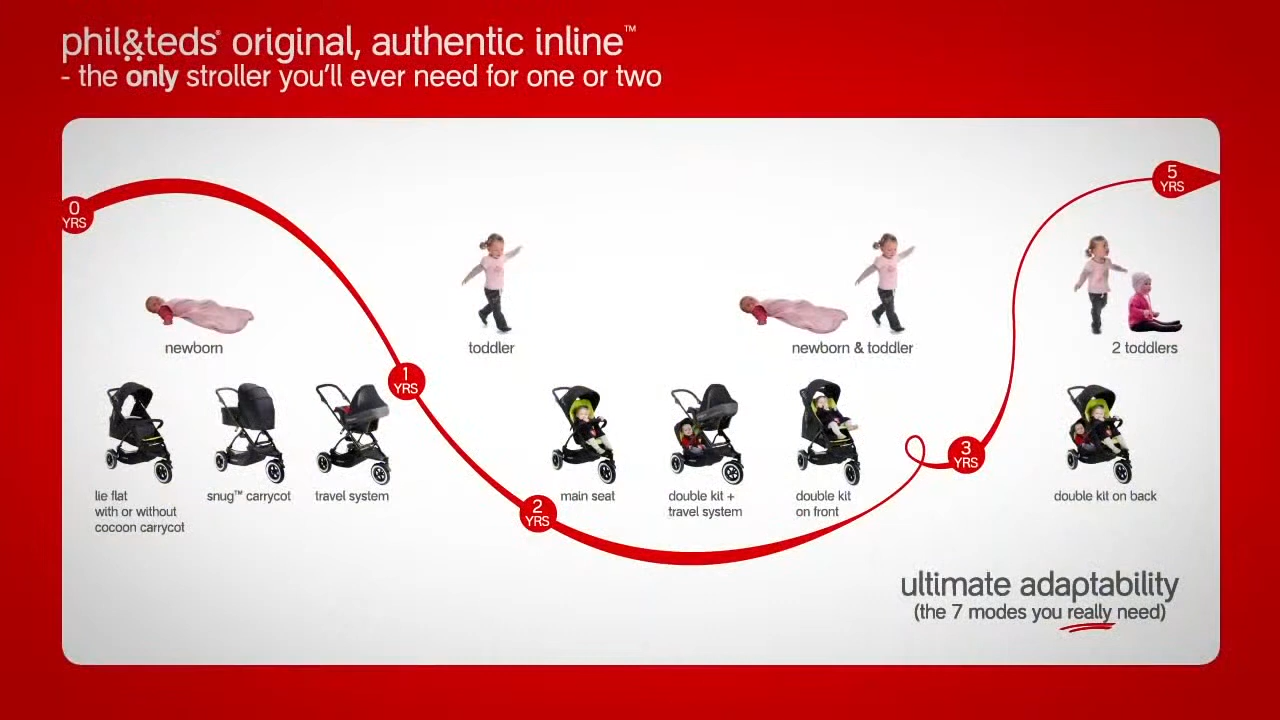 phil&teds® original, authentic inline™
- the only stroller you'll ever need for one or two
0
YRS
5
YRS
newborn
toddler
newborn & toddler
2 toddlers
1
YRS
3
YRS
lie flat
with or without
cocoon carrycot
snug™ carrycot
travel system
main seat
double kit +
travel system
double kit
on front
double kit on back
2
YRS
ultimate adaptability
(the 7 modes you really need)